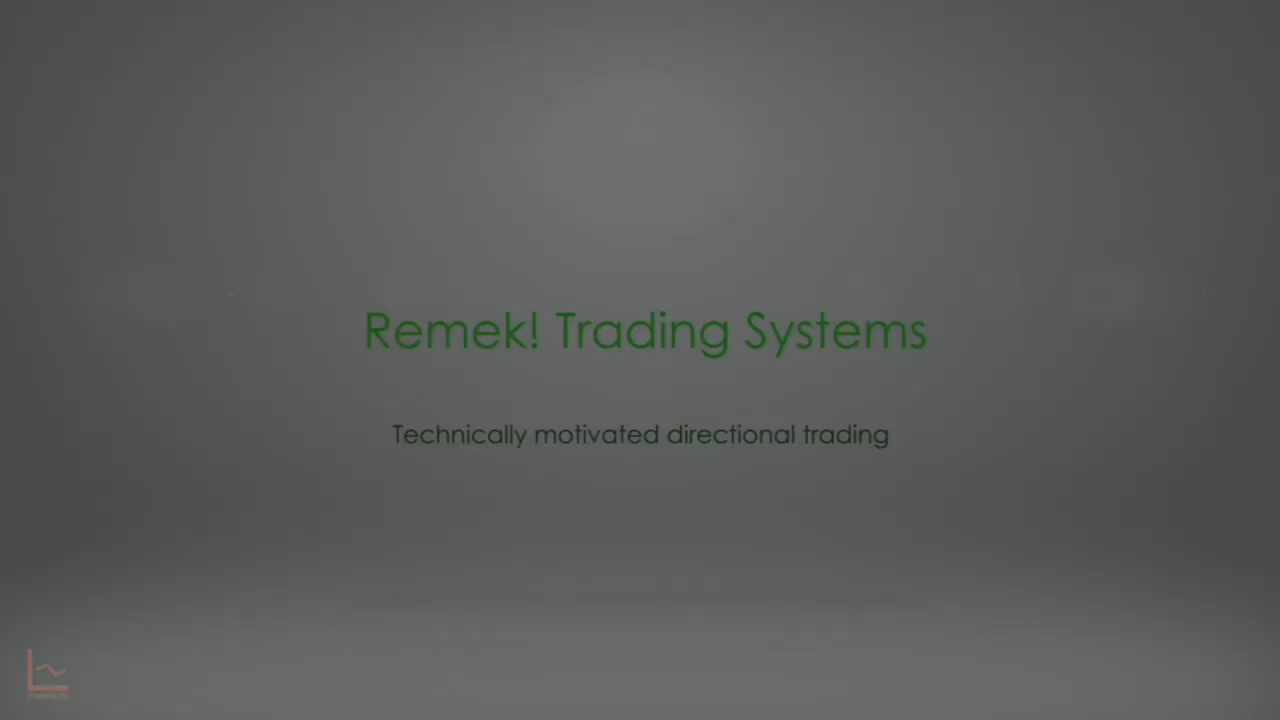 Remek! Trading Systems
Technically motivated directional trading